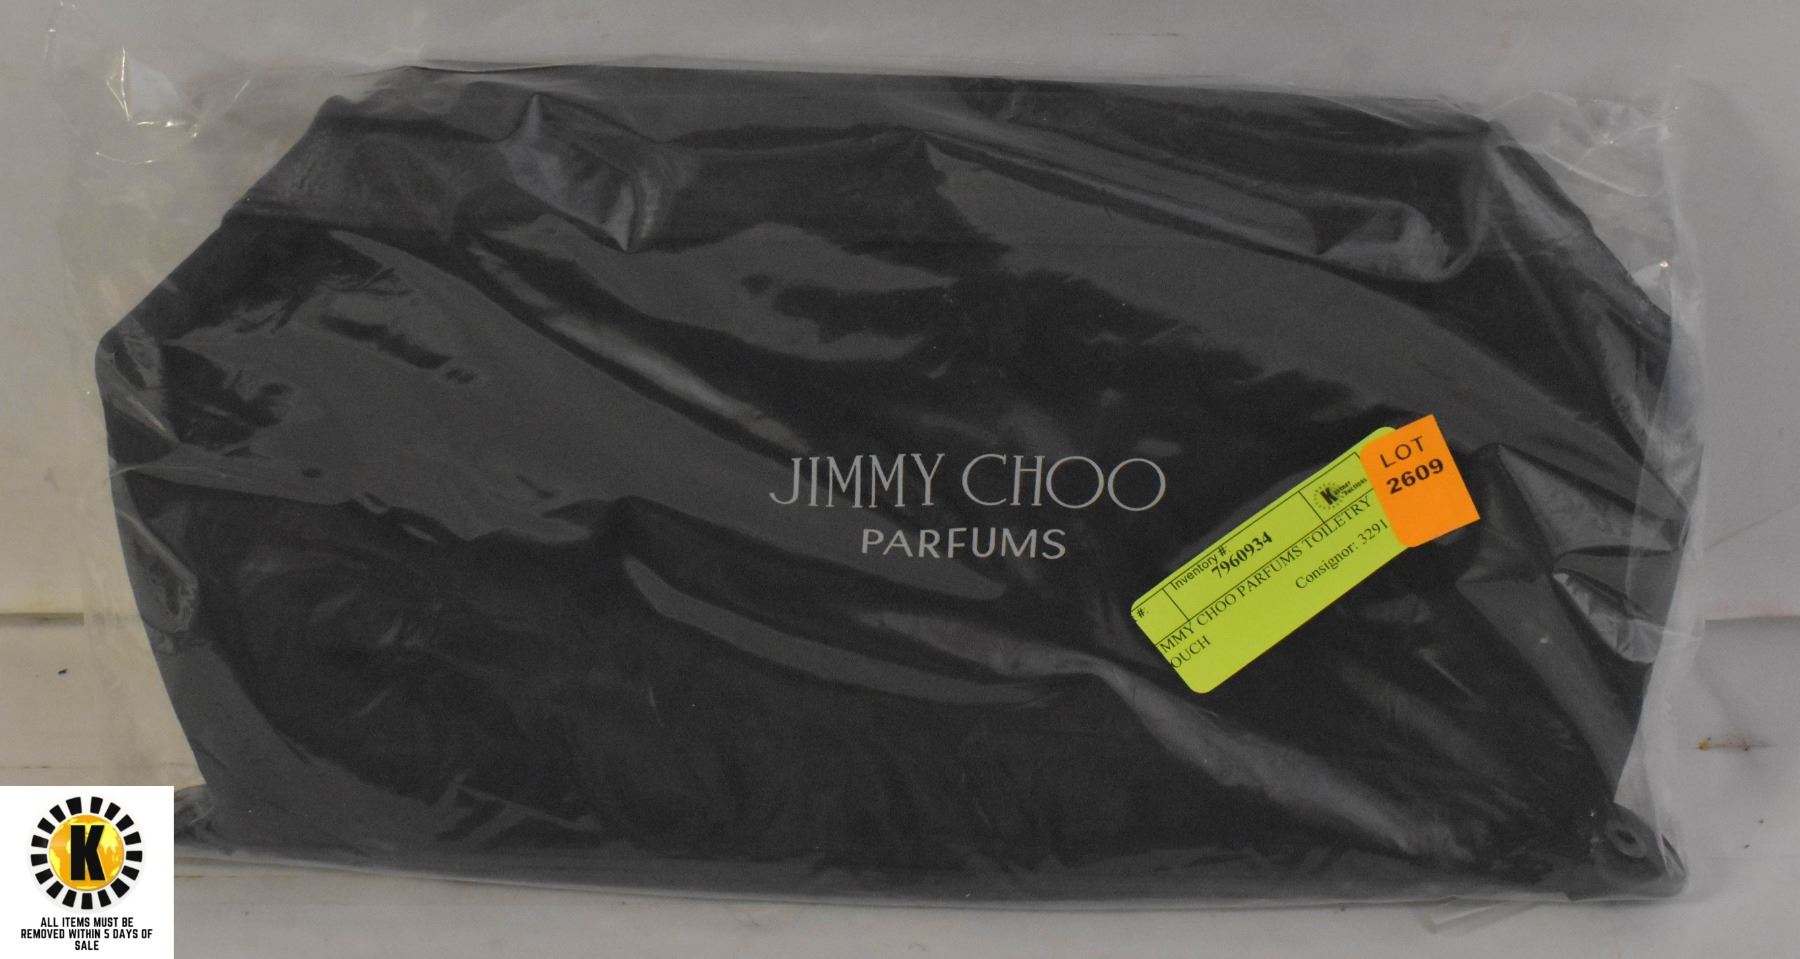 JIMMY CHOO
PARFUMS
LOT
2609
#:
Inventory #:
7960934
MMY CHOO PARFUMS TOILETRY
OUCH
Consignor: 3291
K
ALL ITEMS MUST BE
REMOVED WITHIN 5 DAYS OF
SALE